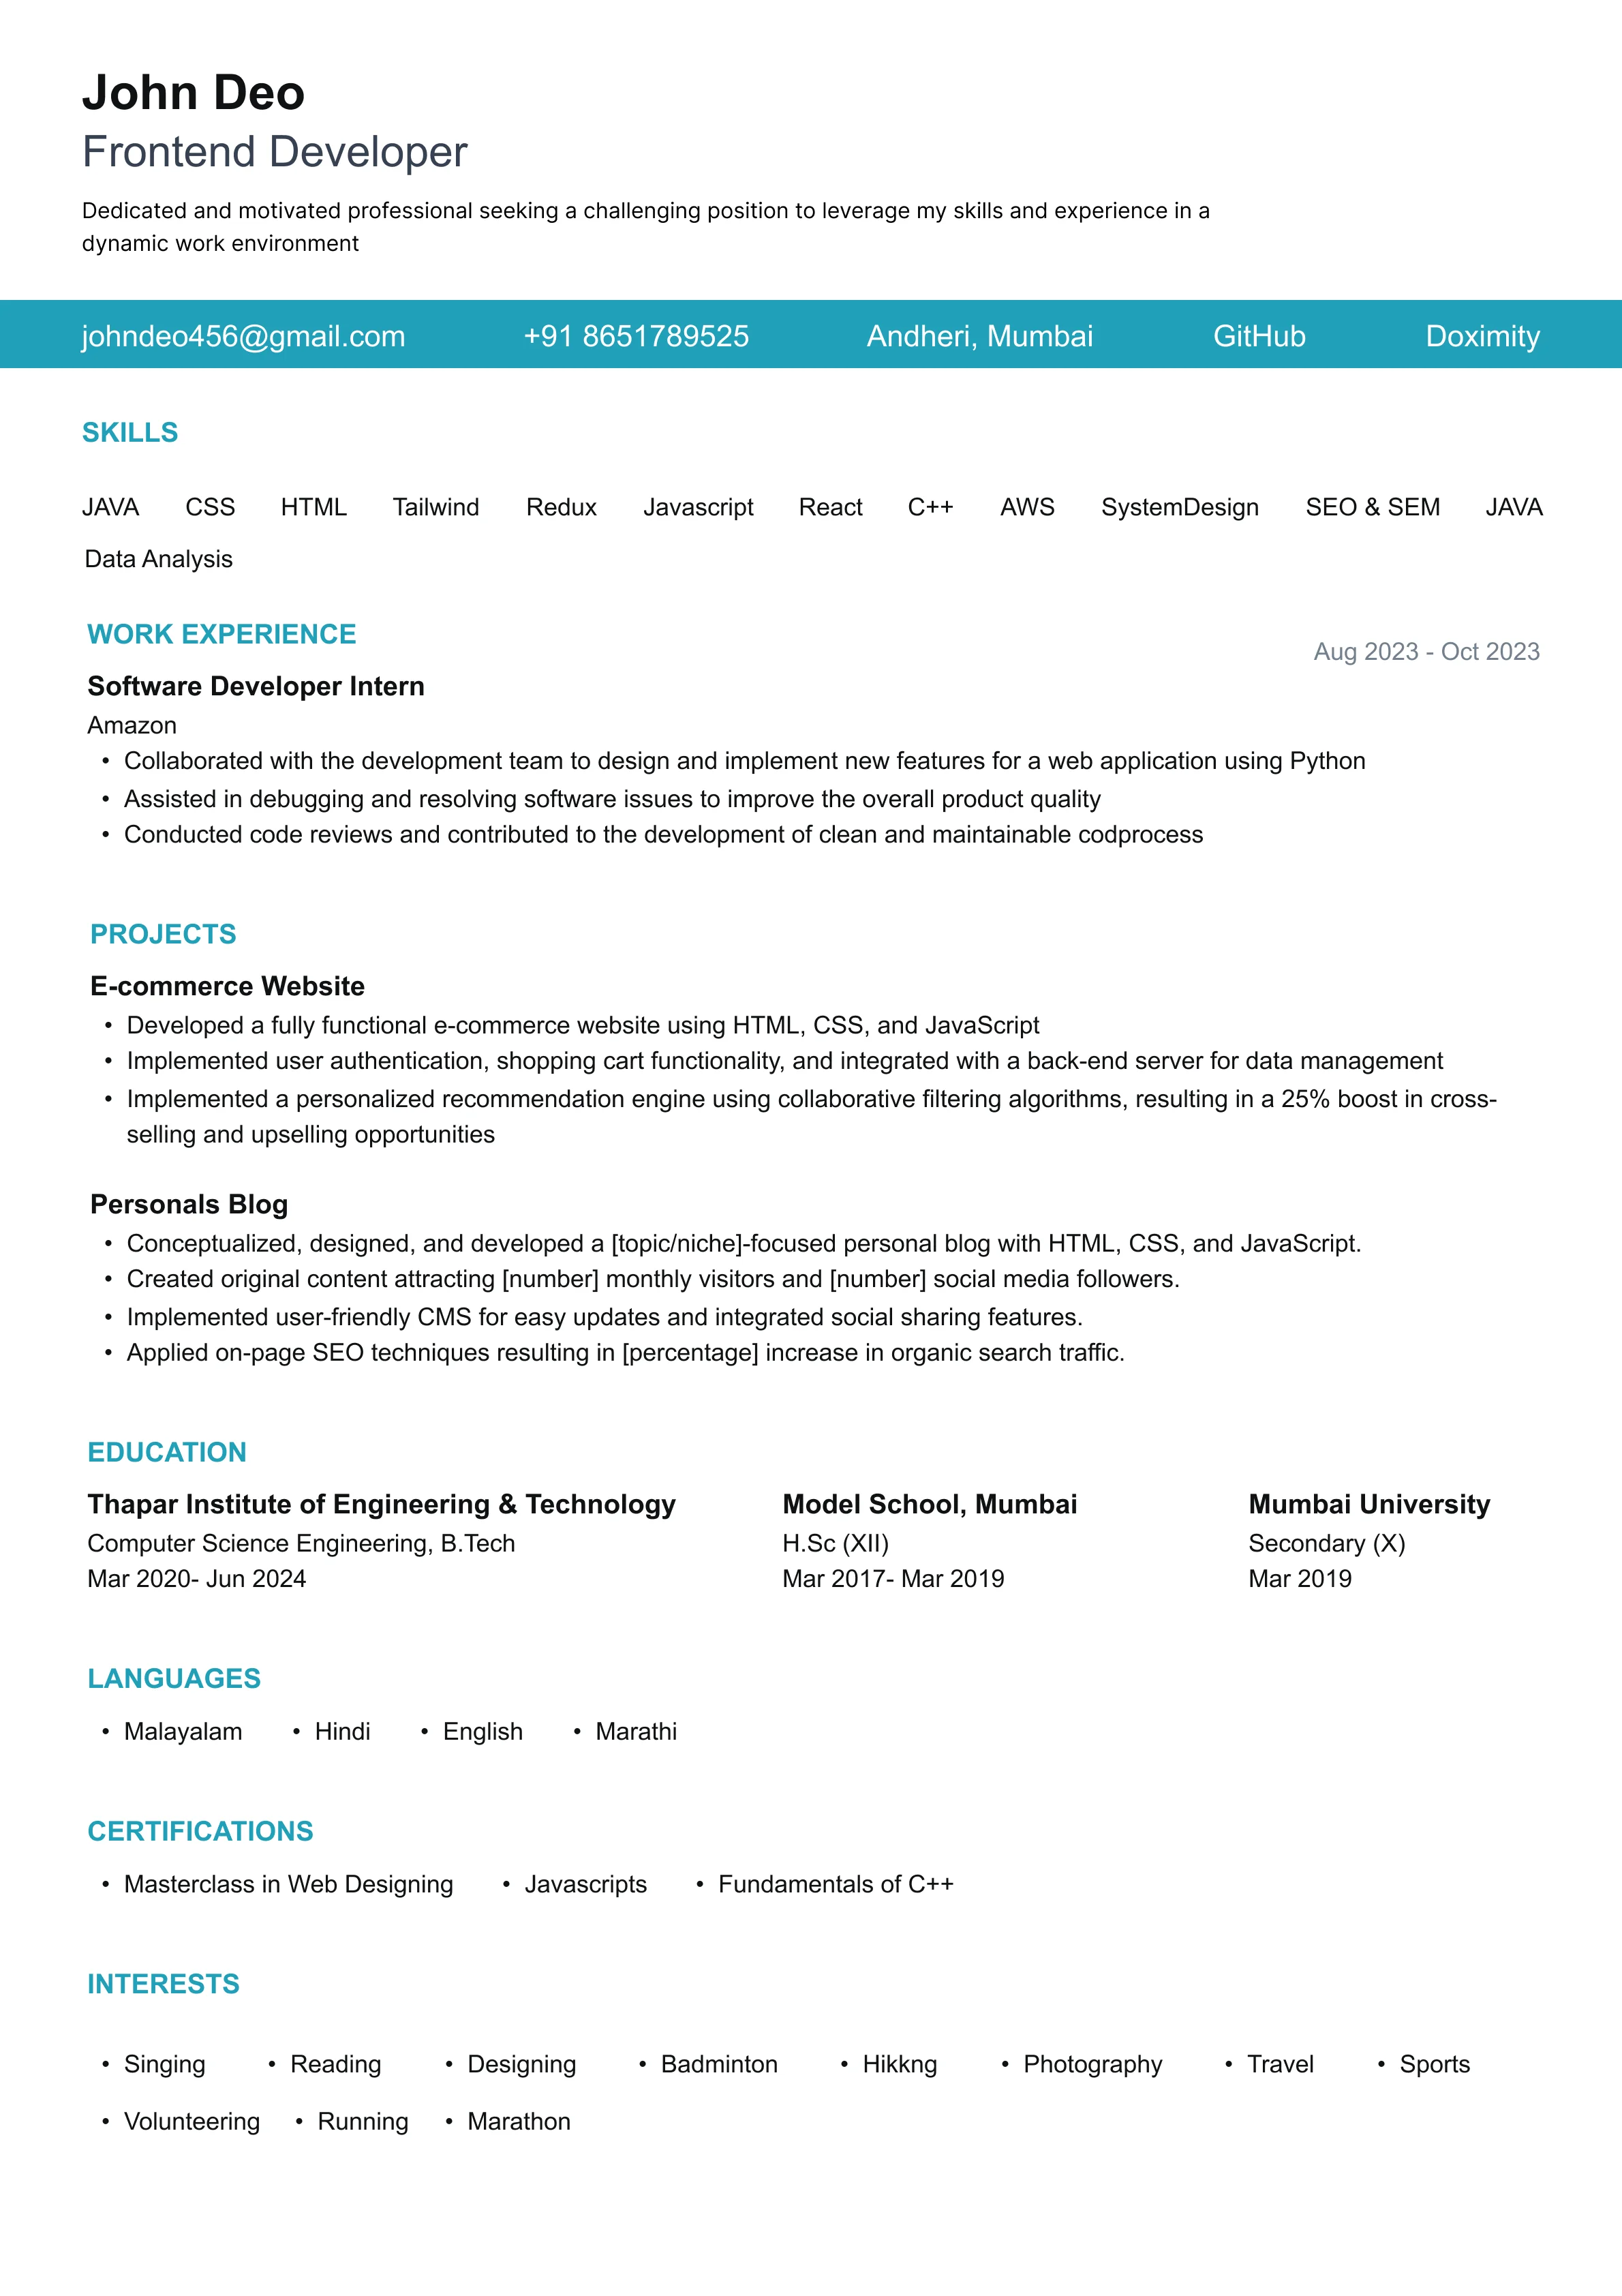 John Deo
Frontend Developer
Dedicated and motivated professional seeking a challenging position to leverage my skills and experience in a
dynamic work environment
johndeo456@gmail.com +91 8651789525 Andheri, Mumbai GitHub Doximity
SKILLS
JAVA CSS HTML Tailwind Redux Javascript React C++ AWS SystemDesign SEO & SEM JAVA
Data Analysis
WORK EXPERIENCE
Aug 2023 - Oct 2023
Software Developer Intern
Amazon
• Collaborated with the development team to design and implement new features for a web application using Python
• Assisted in debugging and resolving software issues to improve the overall product quality
• Conducted code reviews and contributed to the development of clean and maintainable codprocess
PROJECTS
E-commerce Website
• Developed a fully functional e-commerce website using HTML, CSS, and JavaScript
• Implemented user authentication, shopping cart functionality, and integrated with a back-end server for data management
• Implemented a personalized recommendation engine using collaborative filtering algorithms, resulting in a 25% boost in cross-
selling and upselling opportunities
Personals Blog
• Conceptualized, designed, and developed a [topic/niche]-focused personal blog with HTML, CSS, and JavaScript.
• Created original content attracting [number] monthly visitors and [number] social media followers.
• Implemented user-friendly CMS for easy updates and integrated social sharing features.
• Applied on-page SEO techniques resulting in [percentage] increase in organic search traffic.
EDUCATION
Thapar Institute of Engineering & Technology
Computer Science Engineering, B.Tech
Mar 2020- Jun 2024
Model School, Mumbai
H.Sc (XII)
Mar 2017- Mar 2019
Mumbai University
Secondary (X)
Mar 2019
LANGUAGES
• Malayalam • Hindi • English • Marathi
CERTIFICATIONS
• Masterclass in Web Designing • Javascripts • Fundamentals of C++
INTERESTS
• Singing • Reading • Designing • Badminton • Hikkng • Photography • Travel • Sports
• Volunteering • Running • Marathon